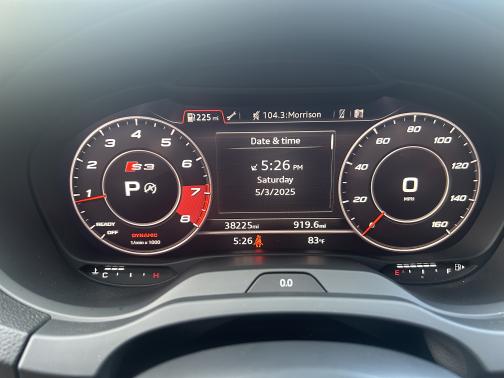 225 mi
104.3:Morrison
Date & time
5:26 PM
Saturday
5/3/2025
1 2 3 4 5 6 7 8
S3
P A
READY
OFF
DYNAMIC
1/min x 1000
20 40 60 80 100 120 140 160
0
MPH
38225mi 919.6mi
5:26 83°F
C H
E F
0.0